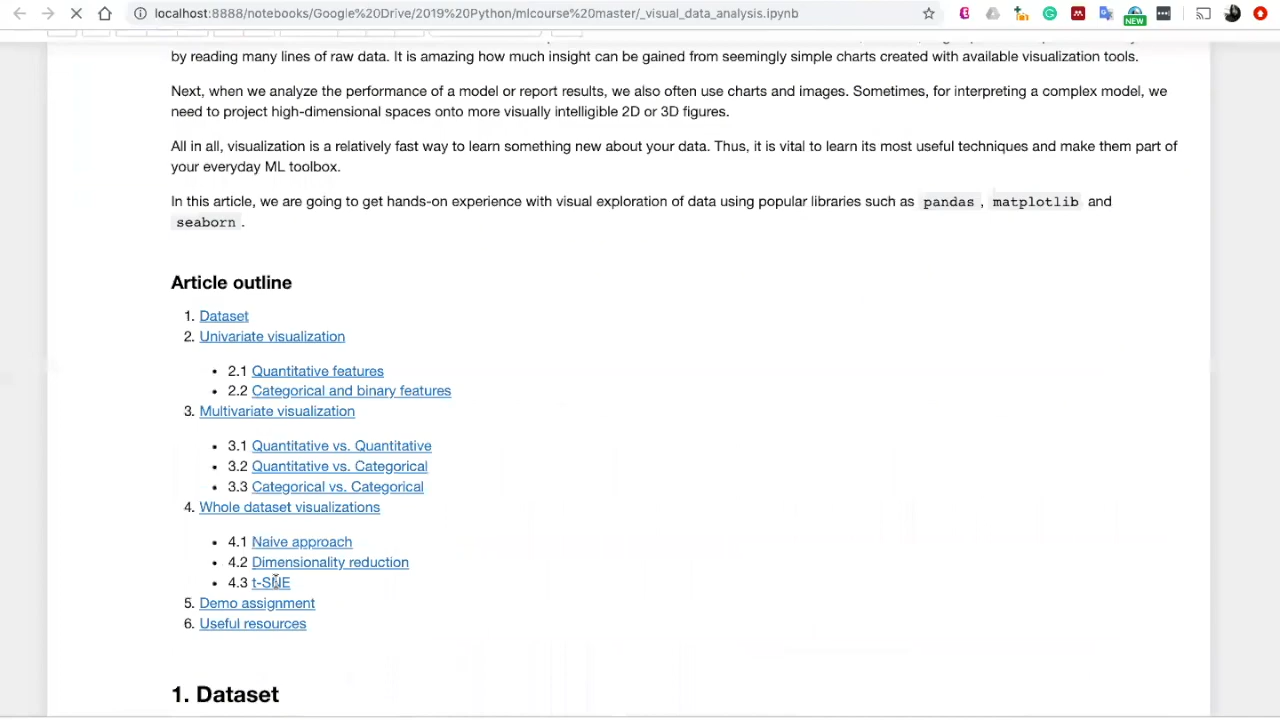 localhost:8888/notebooks/Google%20Drive/2019%20Python/mlcourse%20master/_visual_data_analysis.ipynb
NEW
by reading many lines of raw data. It is amazing how much insight can be gained from seemingly simple charts created with available visualization tools.
Next, when we analyze the performance of a model or report results, we also often use charts and images. Sometimes, for interpreting a complex model, we
need to project high-dimensional spaces onto more visually intelligible 2D or 3D figures.
All in all, visualization is a relatively fast way to learn something new about your data. Thus, it is vital to learn its most useful techniques and make them part of
your everyday ML toolbox.
In this article, we are going to get hands-on experience with visual exploration of data using popular libraries such as pandas, matplotlib and
seaborn.
Article outline
1. Dataset
2. Univariate visualization
• 2.1 Quantitative features
• 2.2 Categorical and binary features
3. Multivariate visualization
• 3.1 Quantitative vs. Quantitative
• 3.2 Quantitative vs. Categorical
• 3.3 Categorical vs. Categorical
4. Whole dataset visualizations
• 4.1 Naive approach
• 4.2 Dimensionality reduction
• 4.3 t-SNE
5. Demo assignment
6. Useful resources
1. Dataset